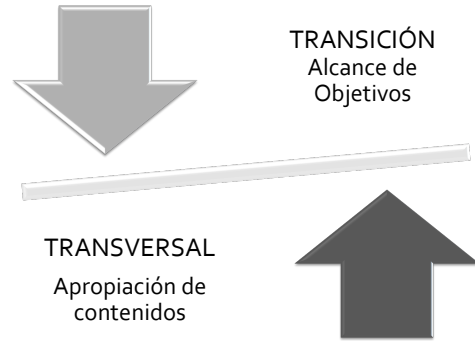 TRANSICIÓN
Alcance de
Objetivos
TRANSVERSAL
Apropiación de
contenidos